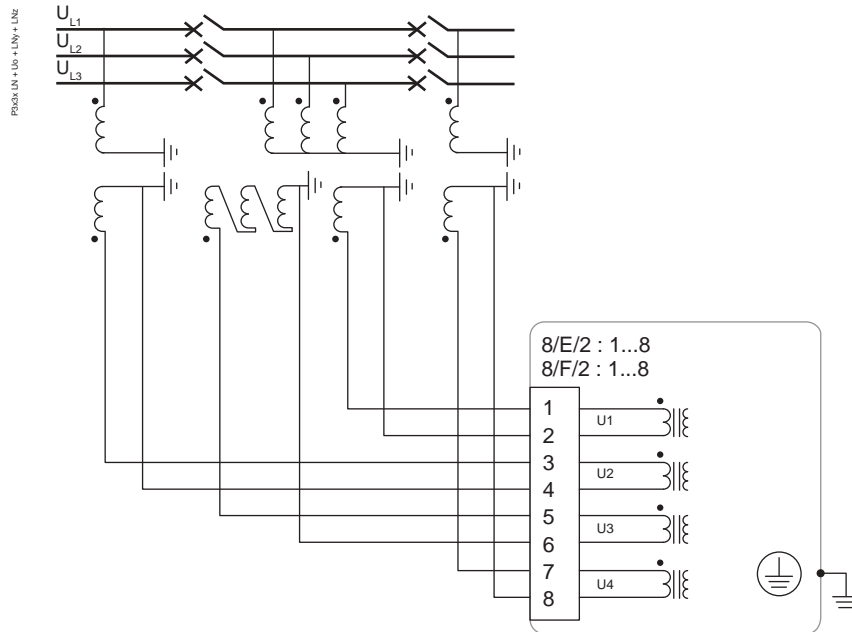 P3x3x LN + Uo + LNy + LNz
UL1
UL2
UL3
8/E/2 : 1...8
8/F/2 : 1...8
1
U1
2
3
U2
4
5
U3
6
7
U4
8